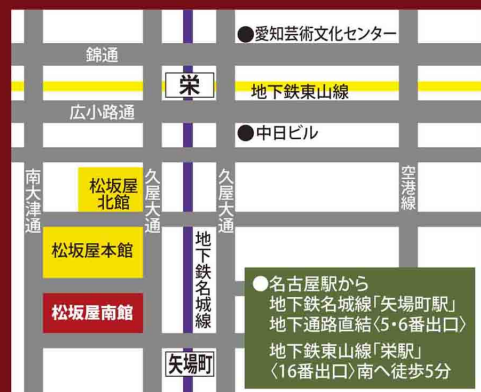 ●愛知芸術文化センター
錦通
栄
地下鉄東山線
広小路通
●中日ビル
南大津通
松坂屋
北館
久屋大通
久屋大通
空港線
松坂屋本館
地下鉄名城線
松坂屋南館
矢場町
●名古屋駅から
地下鉄名城線「矢場町駅」
地下通路直結〈5・6番出口〉
地下鉄東山線「栄駅」
〈16番出口〉南へ徒歩5分